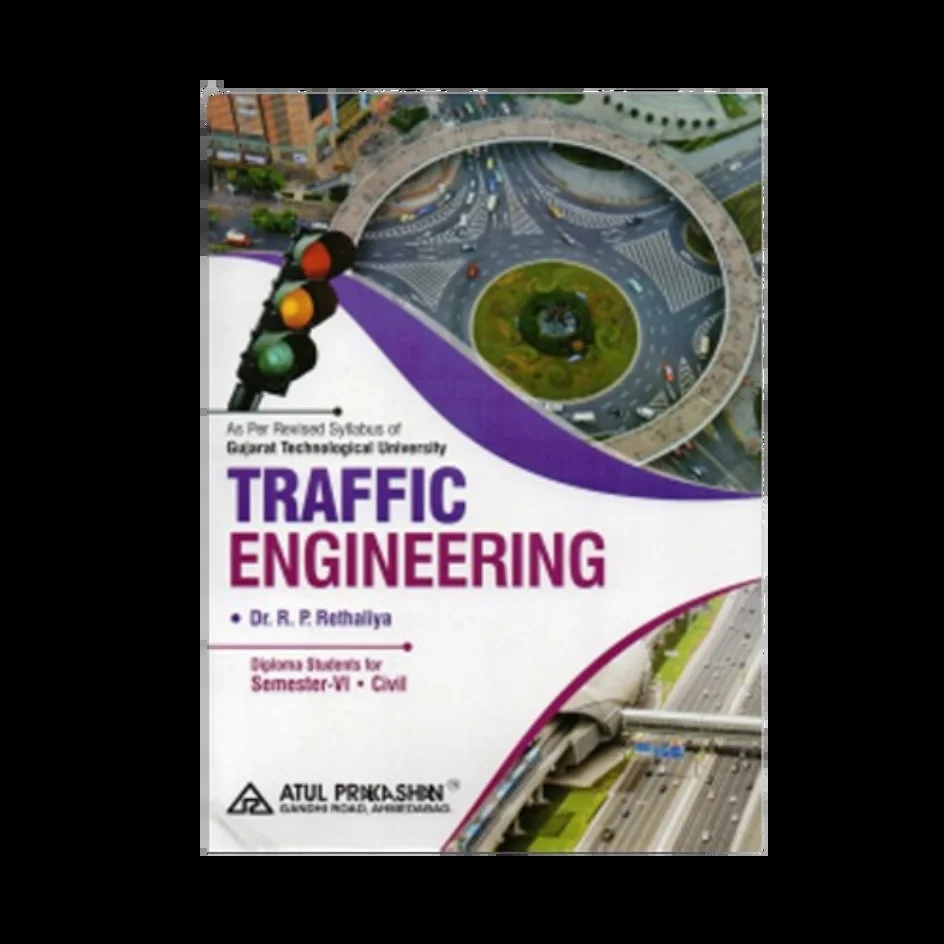 As Per Revised Syllabus of
Gujarat Technological University
TRAFFIC
ENGINEERING
• Dr. R. P. Rethaliya
Diploma Students for
Semester-VI • Civil
ATUL PRAKASHAN
GANDHI ROAD, AHMEDABAD.